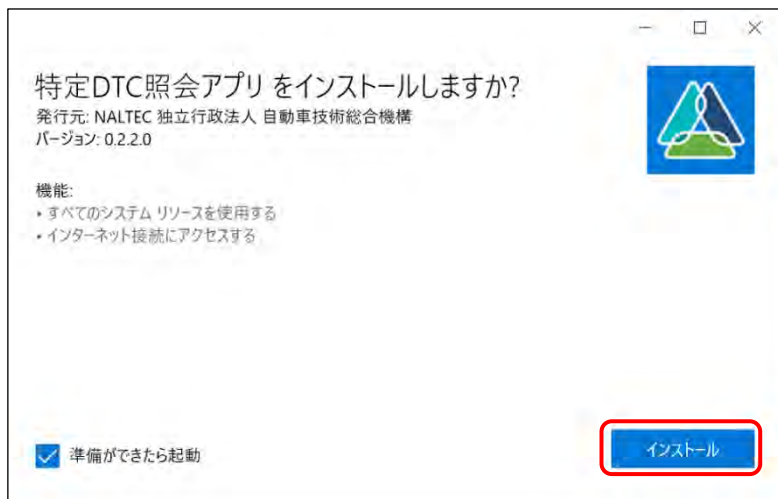 特定DTC照会アプリ をインストールしますか?
発行元: NALTEC 独立行政法人 自動車技術総合機構
バージョン: 0.2.2.0
機能:
• すべてのシステム リソースを使用する
• インターネット接続にアクセスする
準備ができたら起動
インストール